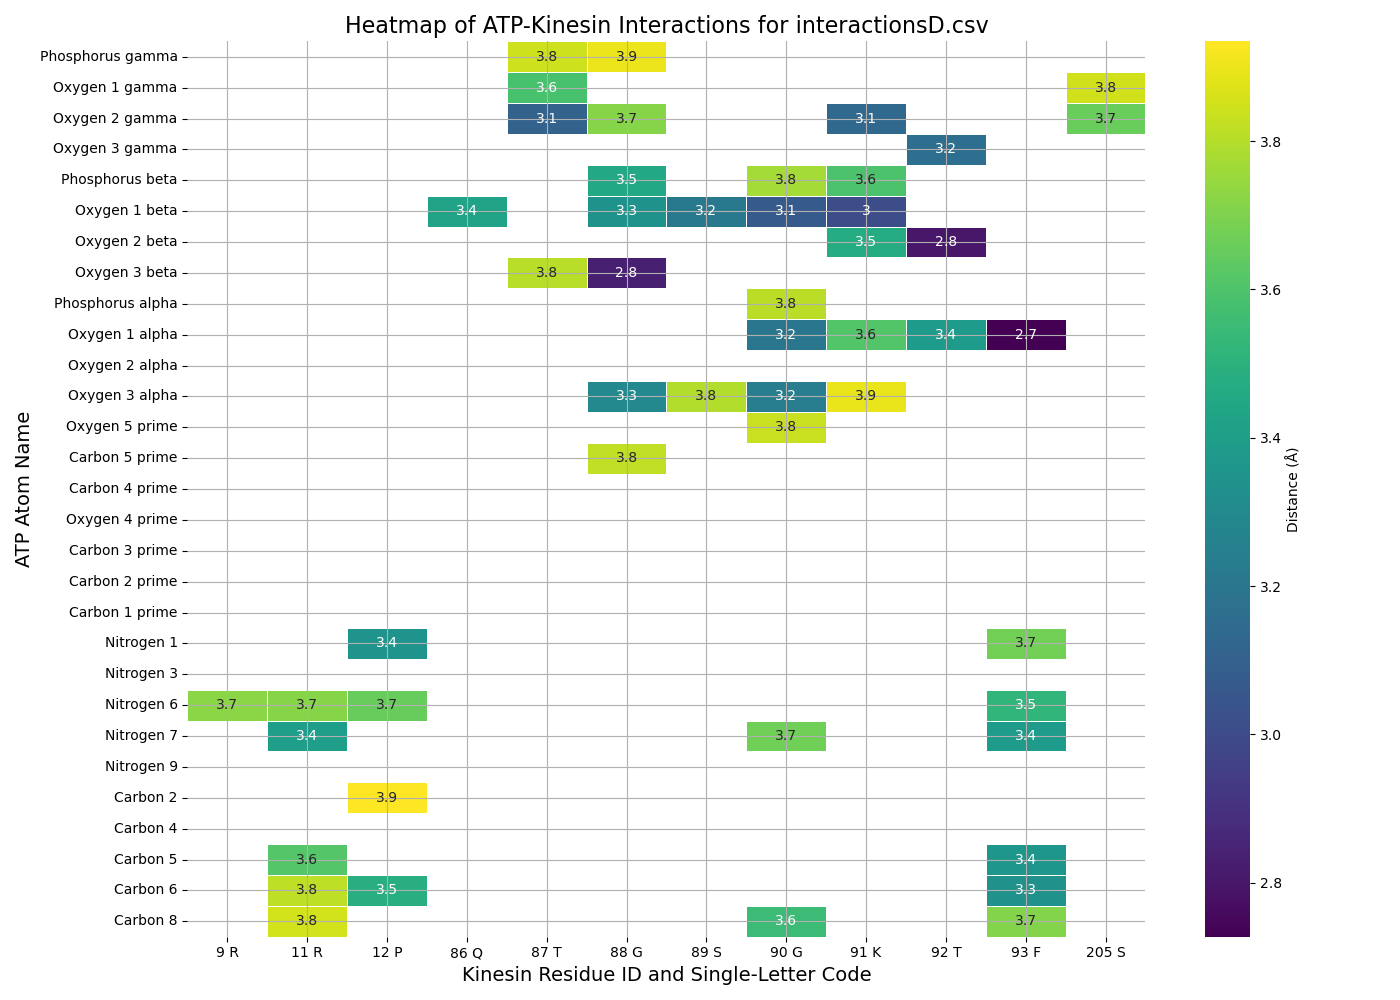 Heatmap of ATP-Kinesin Interactions for interactionsD.csv
Phosphorus gamma 3.8 3.9
Oxygen 1 gamma 3.6 3.8
Oxygen 2 gamma 3.1 3.7 3.1 3.7
Oxygen 3 gamma 3.2
Phosphorus beta 3.5 3.8 3.6
Oxygen 1 beta 3.4 3.3 3.2 3.1 3
Oxygen 2 beta 3.5 2.8
Oxygen 3 beta 3.8 2.8
Phosphorus alpha 3.8
Oxygen 1 alpha 3.2 3.6 3.4 2.7
Oxygen 2 alpha
Oxygen 3 alpha 3.3 3.8 3.2 3.9
Oxygen 5 prime 3.8
Carbon 5 prime 3.8
Carbon 4 prime
Oxygen 4 prime
Carbon 3 prime
Carbon 2 prime
Carbon 1 prime
Nitrogen 1 3.4 3.7
Nitrogen 3
Nitrogen 6 3.7 3.7 3.7 3.5
Nitrogen 7 3.4 3.7 3.4
Nitrogen 9
Carbon 2 3.9
Carbon 4
Carbon 5 3.6 3.4
Carbon 6 3.8 3.5 3.3
Carbon 8 3.8 3.6 3.7
9 R 11 R 12 P 86 Q 87 T 88 G 89 S 90 G 91 K 92 T 93 F 205 S
Kinesin Residue ID and Single-Letter Code
ATP Atom Name
3.8
3.6
3.4
3.2
3.0
2.8
Distance (Å)